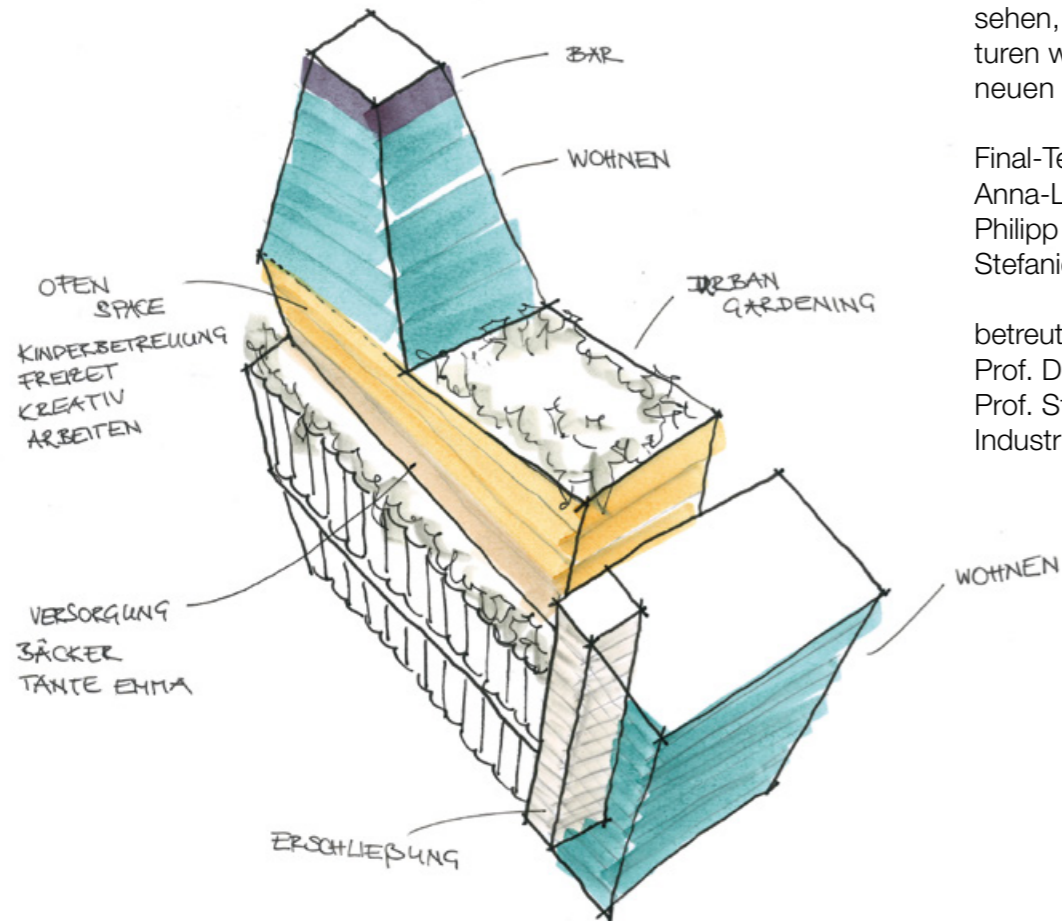 BAR
WOHNEN
OPEN
SPACE
KINDERBETREUUNG
FREIZET
KREATIV
ARBEITEN
URBAN
GARDENING
VERSORGUNG
BÄCKER
TANTE EMMA
WOHNEN
ERSCHLIEßUNG
sehen,
turen w
neuen
Final-Te
Anna-L
Philipp
Stefanie
betreut
Prof. D
Prof. St
Industr